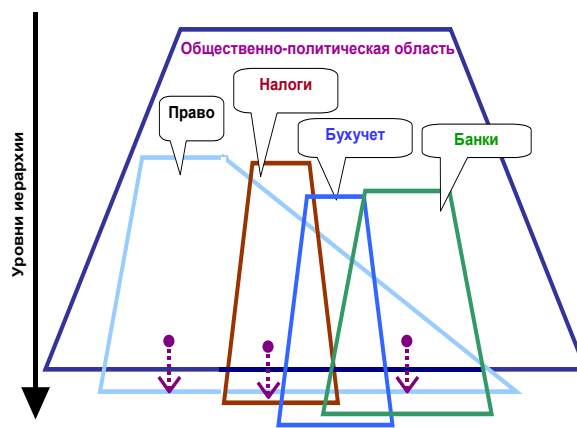 Общественно-политическая область
Налоги
Право
Бухучет
Банки
Уровни иерархии